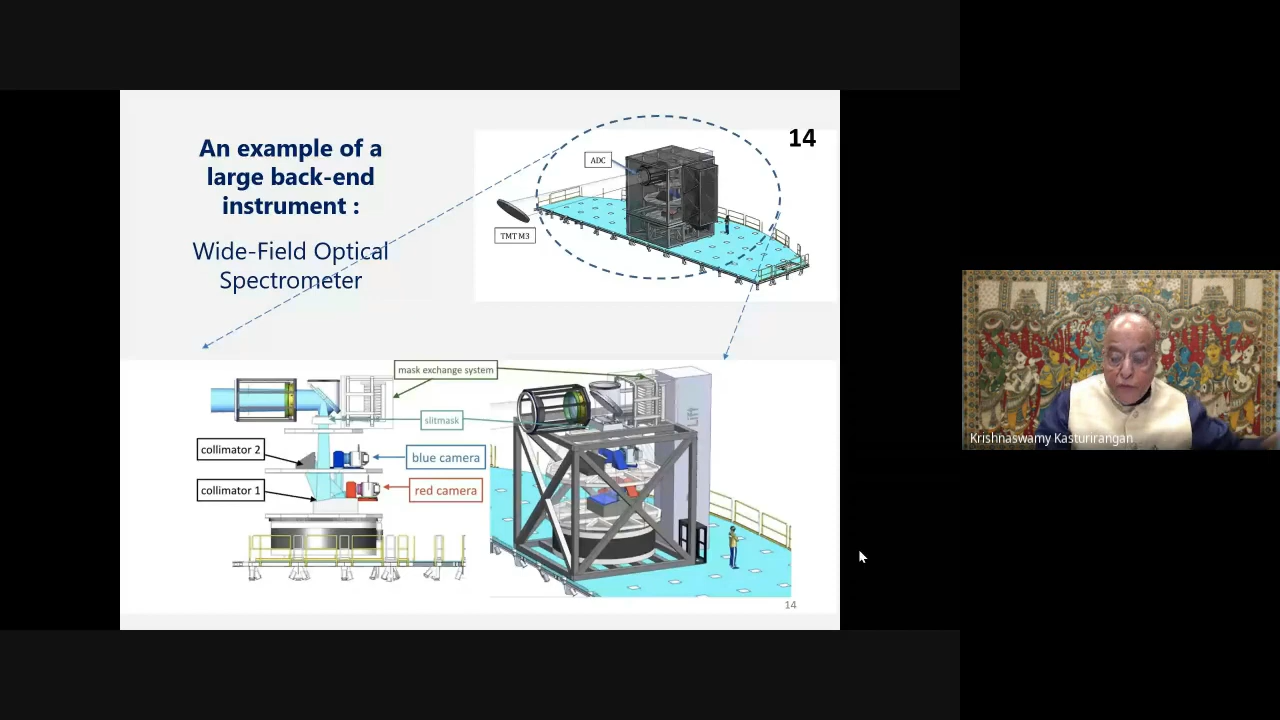 An example of a
large back-end
instrument :
Wide-Field Optical
Spectrometer
14
ADC
TMT M3
mask exchange system
slitmask
collimator 2
blue camera
collimator 1
red camera
14
Krishnaswamy Kasturirangan